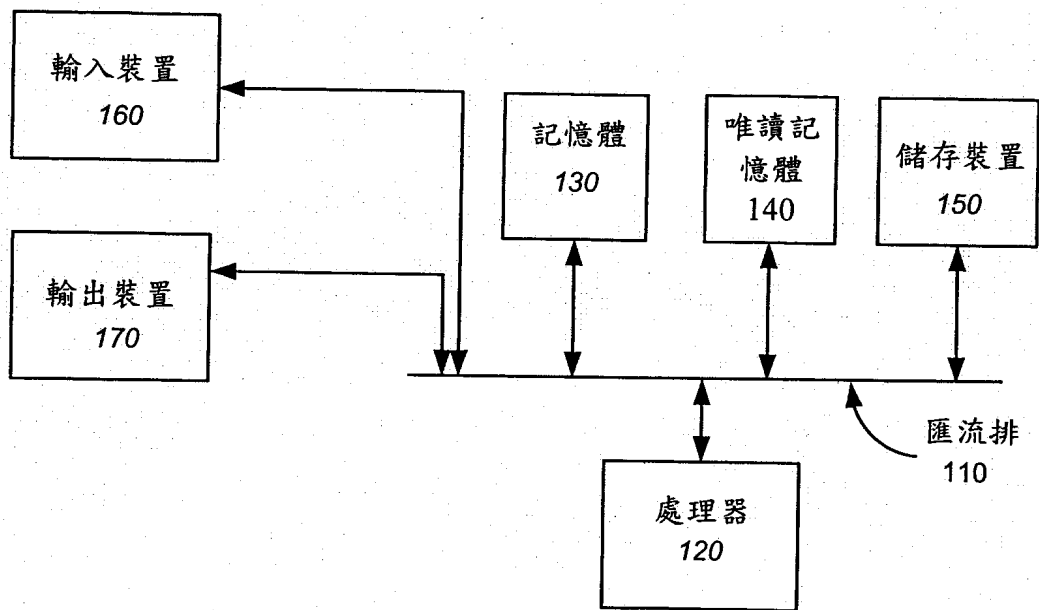 輸入裝置
160
輸出裝置
170
記憶體
130
唯讀記
憶體
140
儲存裝置
150
匯流排
110
處理器
120